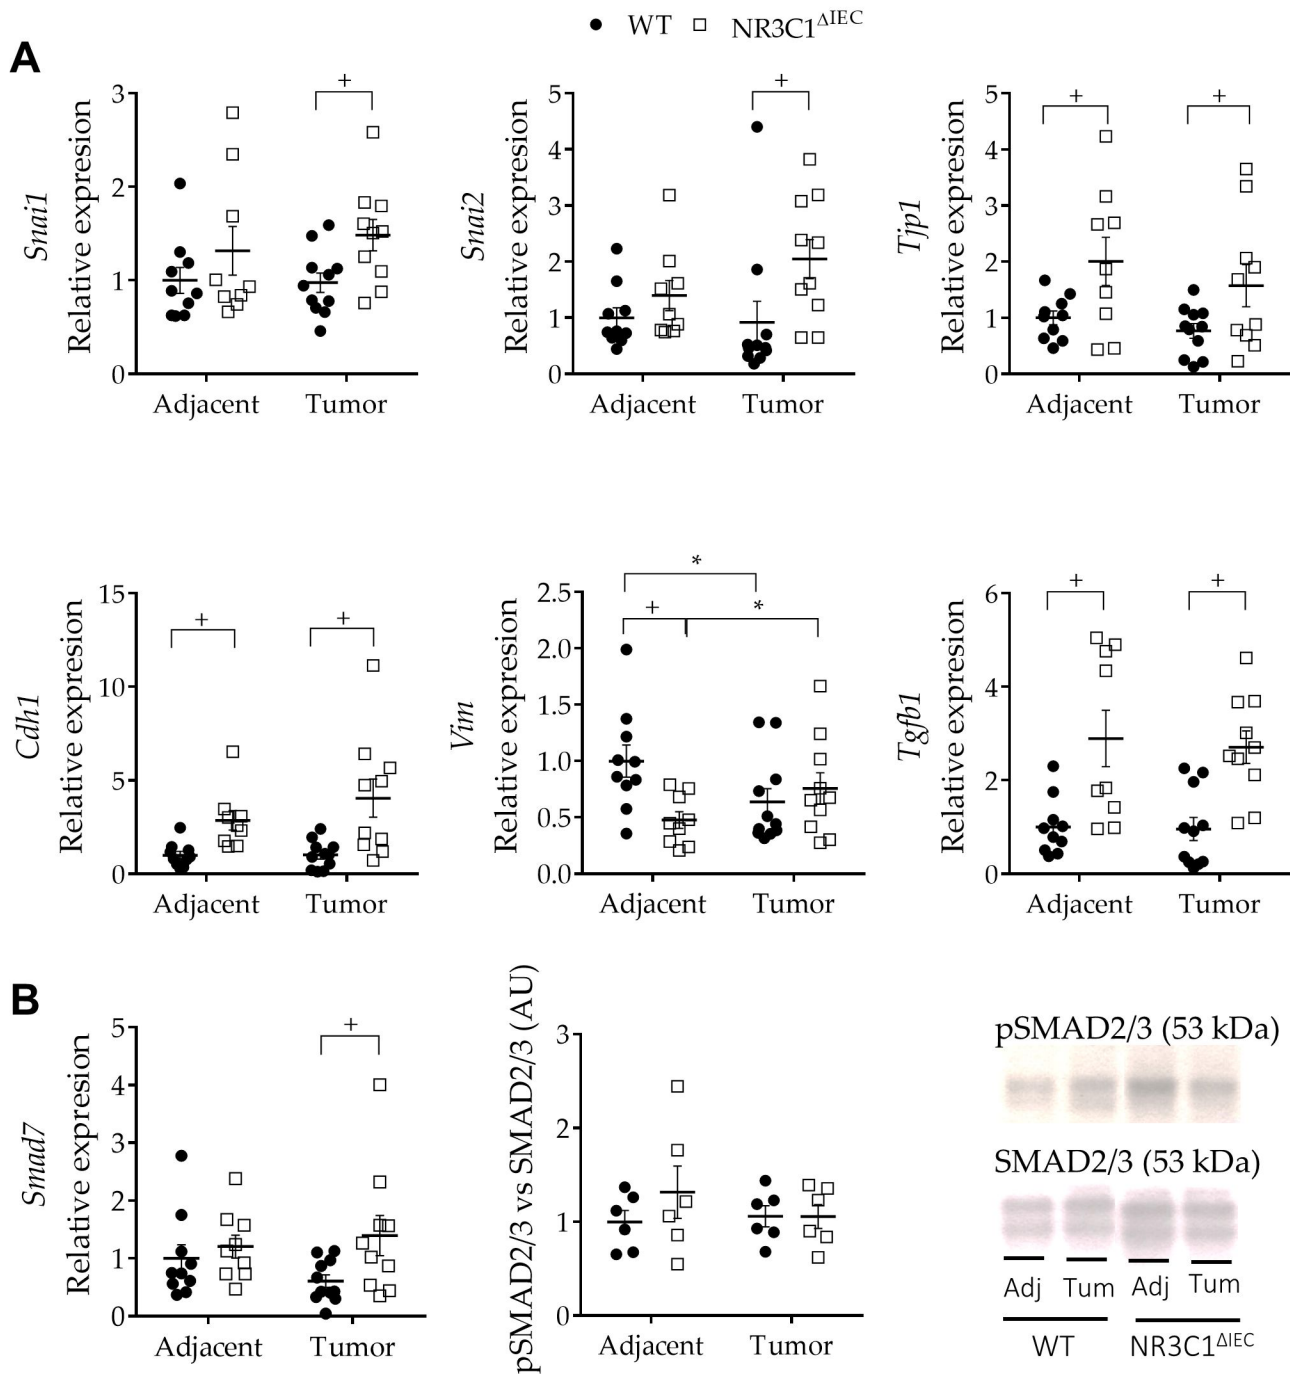 ● WT □ NR3C1ΔIEC
A
Snai1
Relative expresion
3
2
1
0
+
Adjacent Tumor
Snai2
Relative expresion
5
4
3
2
1
0
+
Adjacent Tumor
Tjp1
Relative expresion
5
4
3
2
1
0
+ +
Adjacent Tumor
Cdh1
Relative expresion
15
10
5
0
+ +
Adjacent Tumor
Vim
Relative expresion
2.5
2.0
1.5
1.0
0.5
0.0
*
+ *
Adjacent Tumor
Tgfb1
Relative expresion
6
4
2
0
+ +
Adjacent Tumor
B
Smad7
Relative expresion
5
4
3
2
1
0
+
Adjacent Tumor
pSMAD2/3 vs SMAD2/3 (AU)
3
2
1
0
Adjacent Tumor
pSMAD2/3 (53 kDa)
SMAD2/3 (53 kDa)
Adj Tum Adj Tum
WT NR3C1ΔIEC